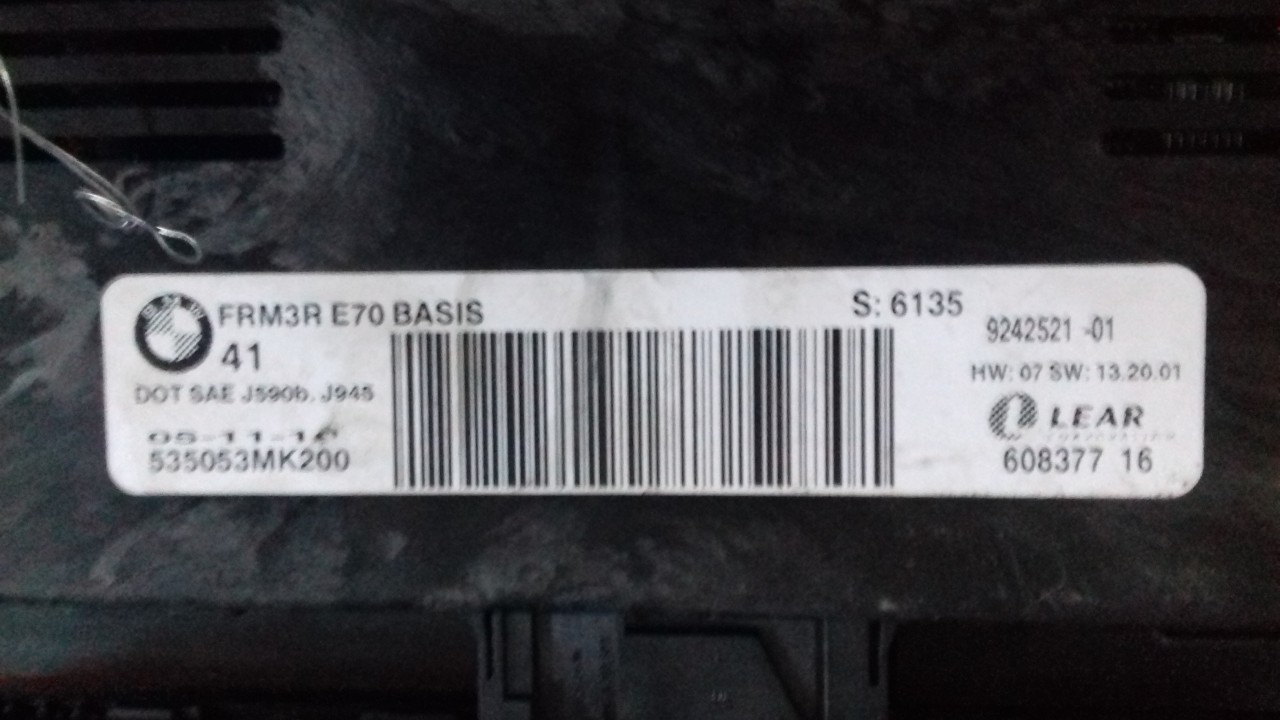 FRM3R E70 BASIS
41
DOT SAE J590b, J945
535053MK200
S: 6135
9242521 -01
HW: 07 SW: 13.20.01
LEAR
CORPORATION
608377 16